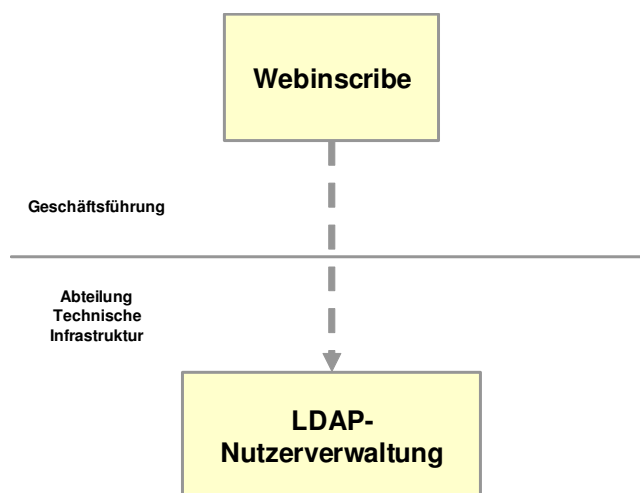 Webinscribe
Geschäftsführung
Abteilung
Technische
Infrastruktur
LDAP-
Nutzerverwaltung